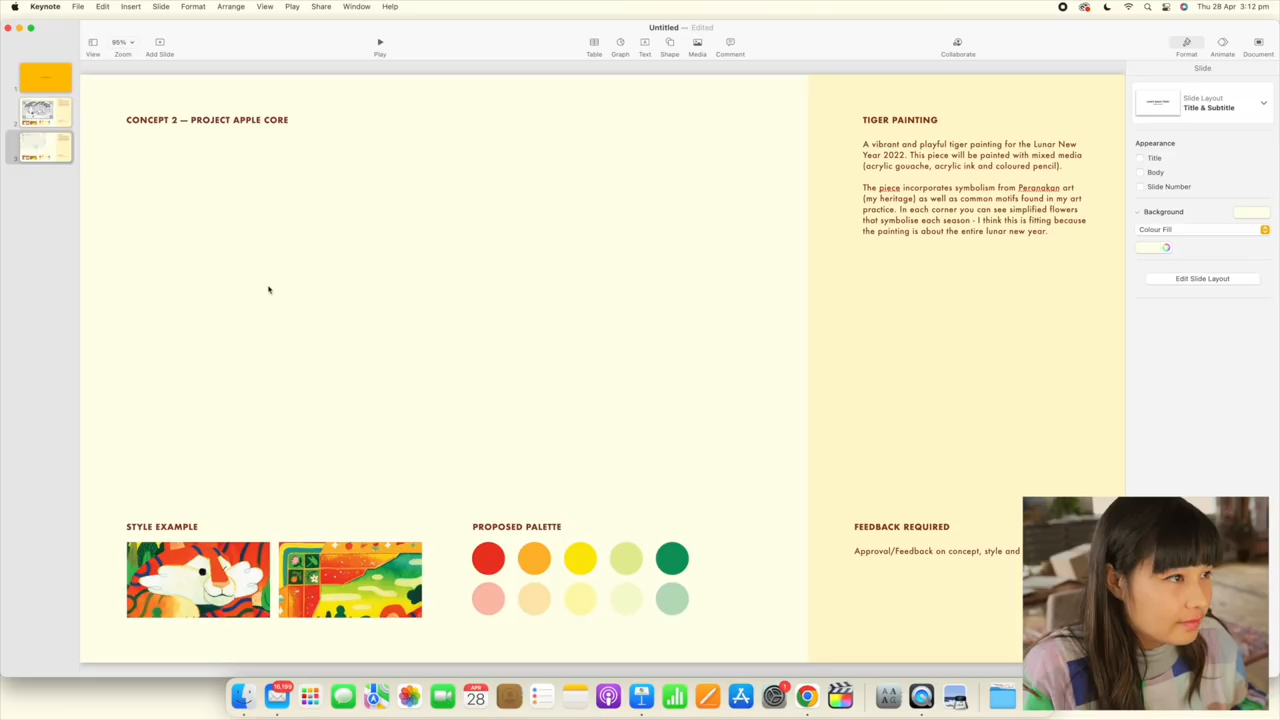 Keynote File Edit Insert Slide Format Arrange View Play Share Window Help
Thu 28 Apr 3:12 pm
Untitled — Edited
95%
View Zoom Add Slide
Play
Table Graph Text Shape Media Comment
Collaborate
Format Animate Document
Slide
1
2
3
CONCEPT 2 — PROJECT APPLE CORE
TIGER PAINTING
A vibrant and playful tiger painting for the Lunar New
Year 2022. This piece will be painted with mixed media
(acrylic gouache, acrylic ink and coloured pencil).
The piece incorporates symbolism from Peranakan art
(my heritage) as well as common motifs found in my art
practice. In each corner you can see simplified flowers
that symbolise each season - I think this is fitting because
the painting is about the entire lunar new year.
Slide Layout
Title & Subtitle
Appearance
Title
Body
Slide Number
Background
Colour Fill
Edit Slide Layout
STYLE EXAMPLE
PROPOSED PALETTE
FEEDBACK REQUIRED
Approval/Feedback on concept, style and
16,199
APR
28
1